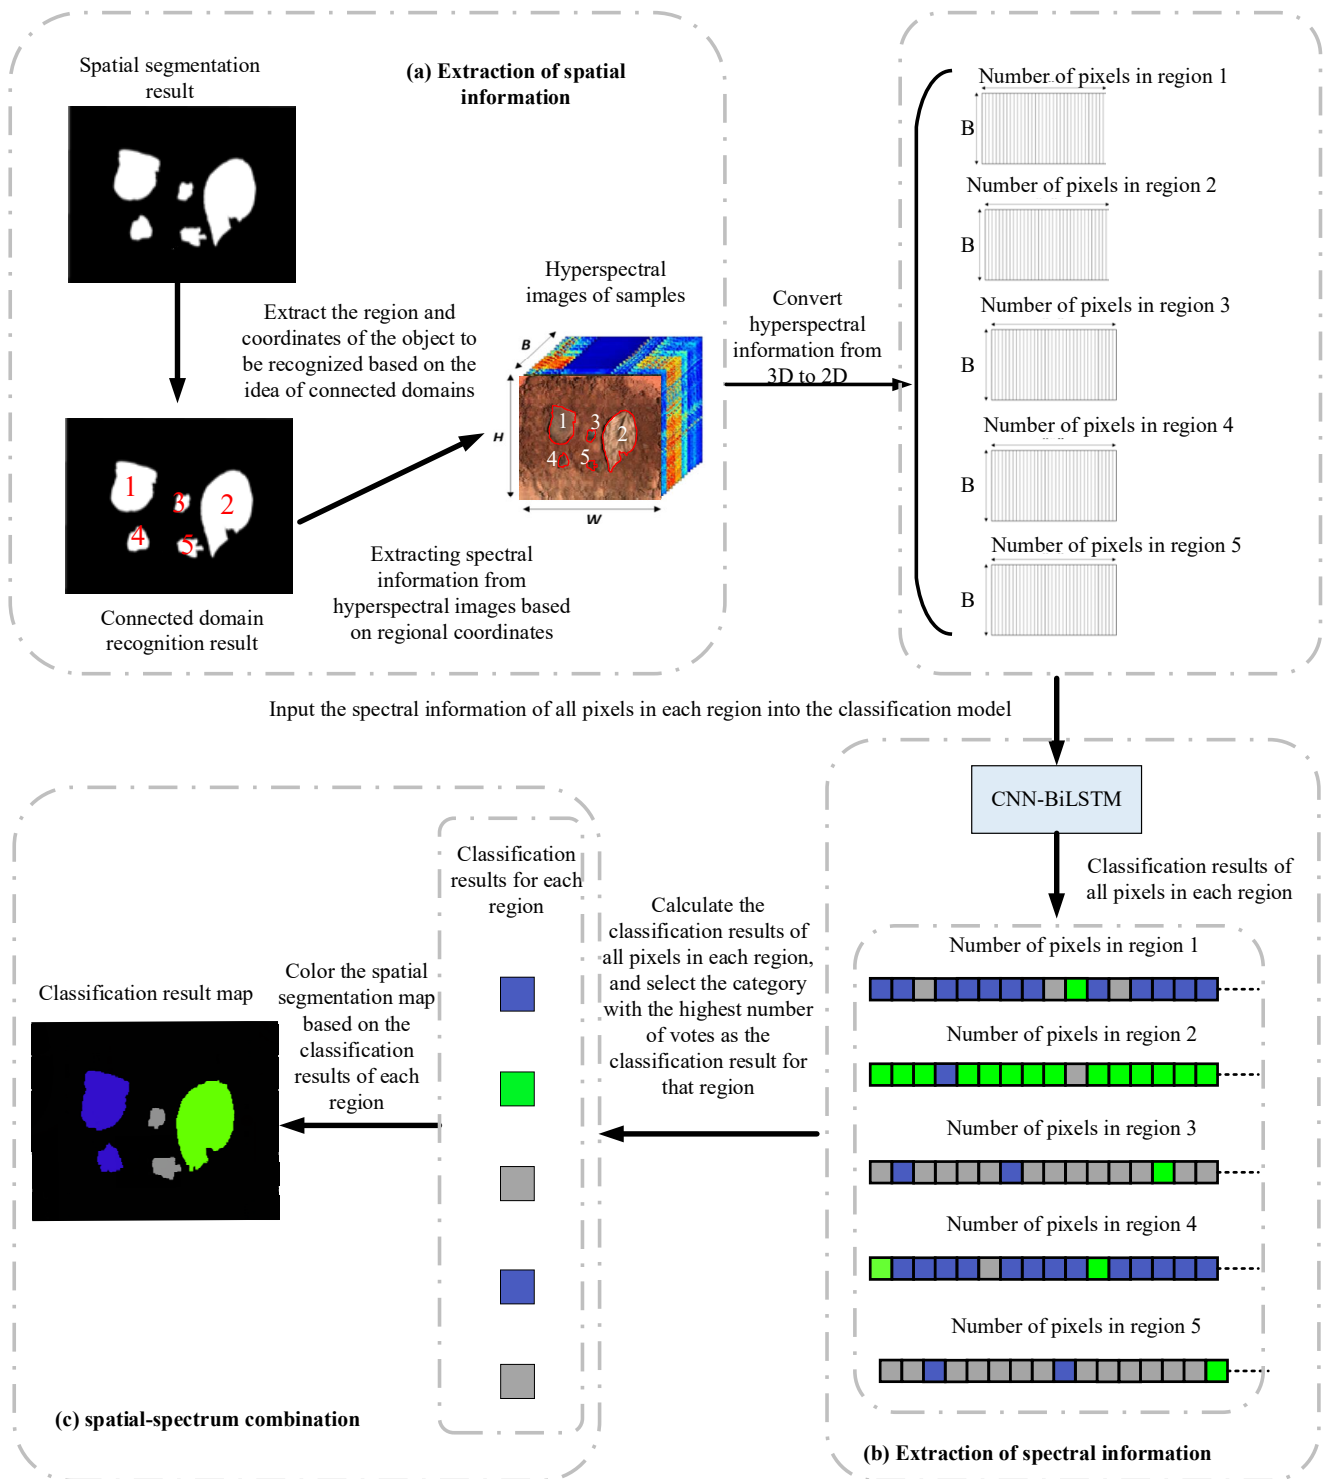 Spatial segmentation
result
(a) Extraction of spatial
information
Extract the region and
coordinates of the object to
be recognized based on the
idea of connected domains
Hyperspectral
images of samples
B
H
W
1
3
2
4
5
1
3
2
4
5
Connected domain
recognition result
Extracting spectral
information from
hyperspectral images based
on regional coordinates
Convert
hyperspectral
information from
3D to 2D
Number of pixels in region 1
B
Number of pixels in region 2
B
Number of pixels in region 3
B
Number of pixels in region 4
B
Number of pixels in region 5
B
Input the spectral information of all pixels in each region into the classification model
CNN-BiLSTM
Classification results of
all pixels in each region
Number of pixels in region 1
Number of pixels in region 2
Number of pixels in region 3
Number of pixels in region 4
Number of pixels in region 5
(b) Extraction of spectral information
Calculate the
classification results of
all pixels in each region,
and select the category
with the highest number
of votes as the
classification result for
that region
Classification
results for each
region
Color the spatial
segmentation map
based on the
classification
results of each
region
Classification result map
(c) spatial-spectrum combination